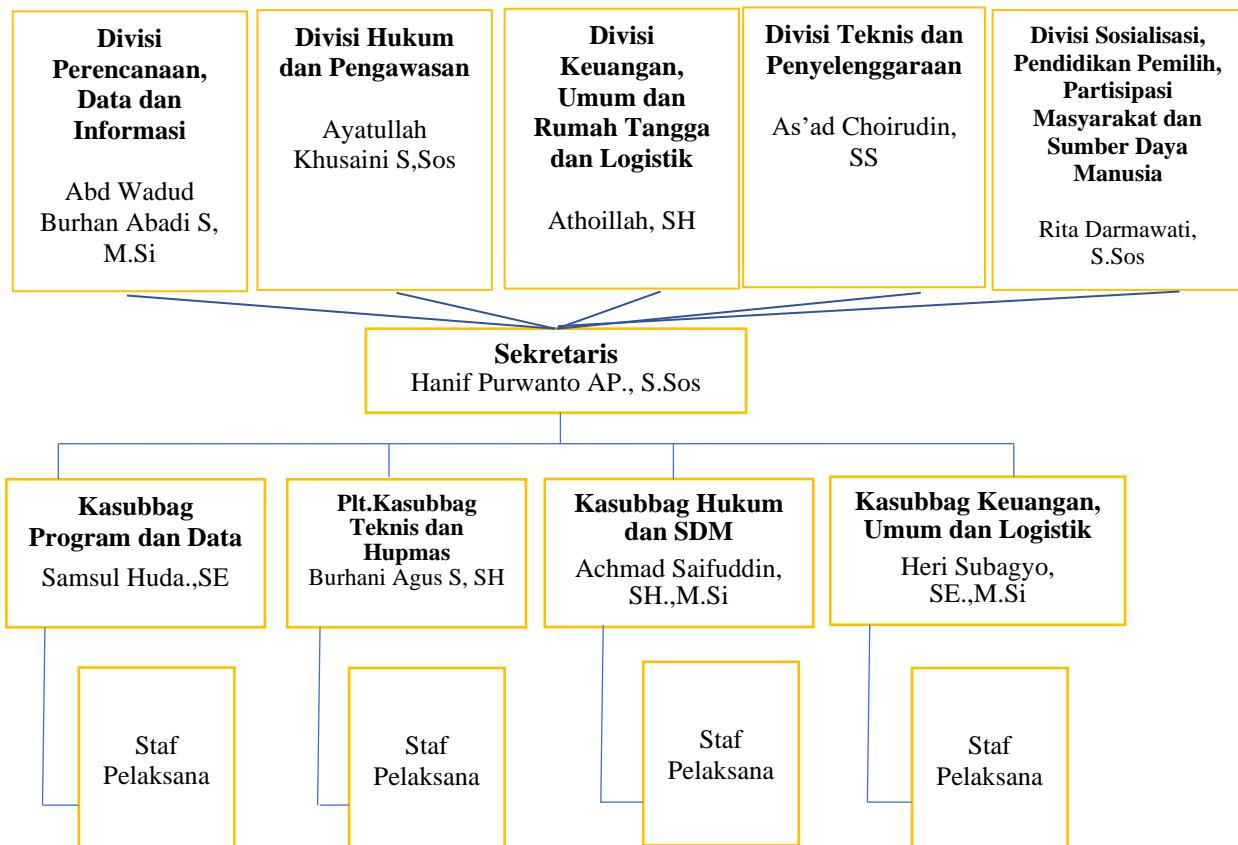 Divisi
Perencanaan,
Data dan
Informasi
Abd Wadud
Burhan Abadi S,
M.Si
Divisi Hukum
dan Pengawasan
Ayatullah
Khusaini S,Sos
Divisi
Keuangan,
Umum dan
Rumah Tangga
dan Logistik
Athoillah, SH
Divisi Teknis dan
Penyelenggaraan
As’ad Choirudin,
SS
Divisi Sosialisasi,
Pendidikan Pemilih,
Partisipasi
Masyarakat dan
Sumber Daya
Manusia
Rita Darmawati,
S.Sos
Sekretaris
Hanif Purwanto AP., S.Sos
Kasubbag
Program dan Data
Samsul Huda.,SE
Plt.Kasubbag
Teknis dan
Hupmas
Burhani Agus S, SH
Kasubbag Hukum
dan SDM
Achmad Saifuddin,
SH.,M.Si
Kasubbag Keuangan,
Umum dan Logistik
Heri Subagyo,
SE.,M.Si
Staf
Pelaksana
Staf
Pelaksana
Staf
Pelaksana
Staf
Pelaksana